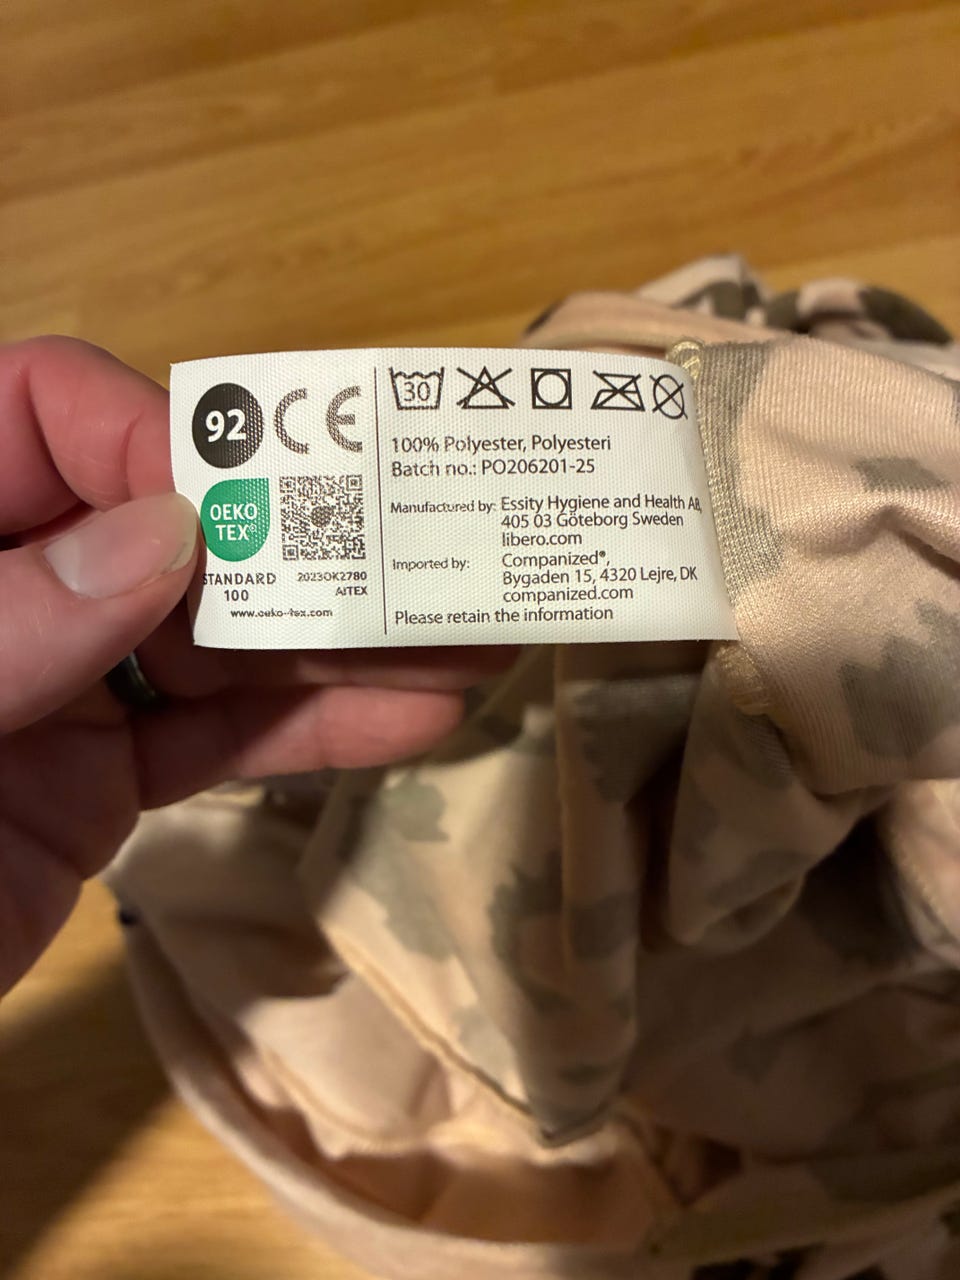 92 CE
OEKO
TEX®
STANDARD
100
2023OK2780
AITEX
www.oeko-tex.com
30
100% Polyester, Polyesteri
Batch no.: PO206201-25
Manufactured by: Essity Hygiene and Health AB,
405 03 Göteborg Sweden
libero.com
Imported by: Companized®,
Bygaden 15, 4320 Lejre, DK
companized.com
Please retain the information